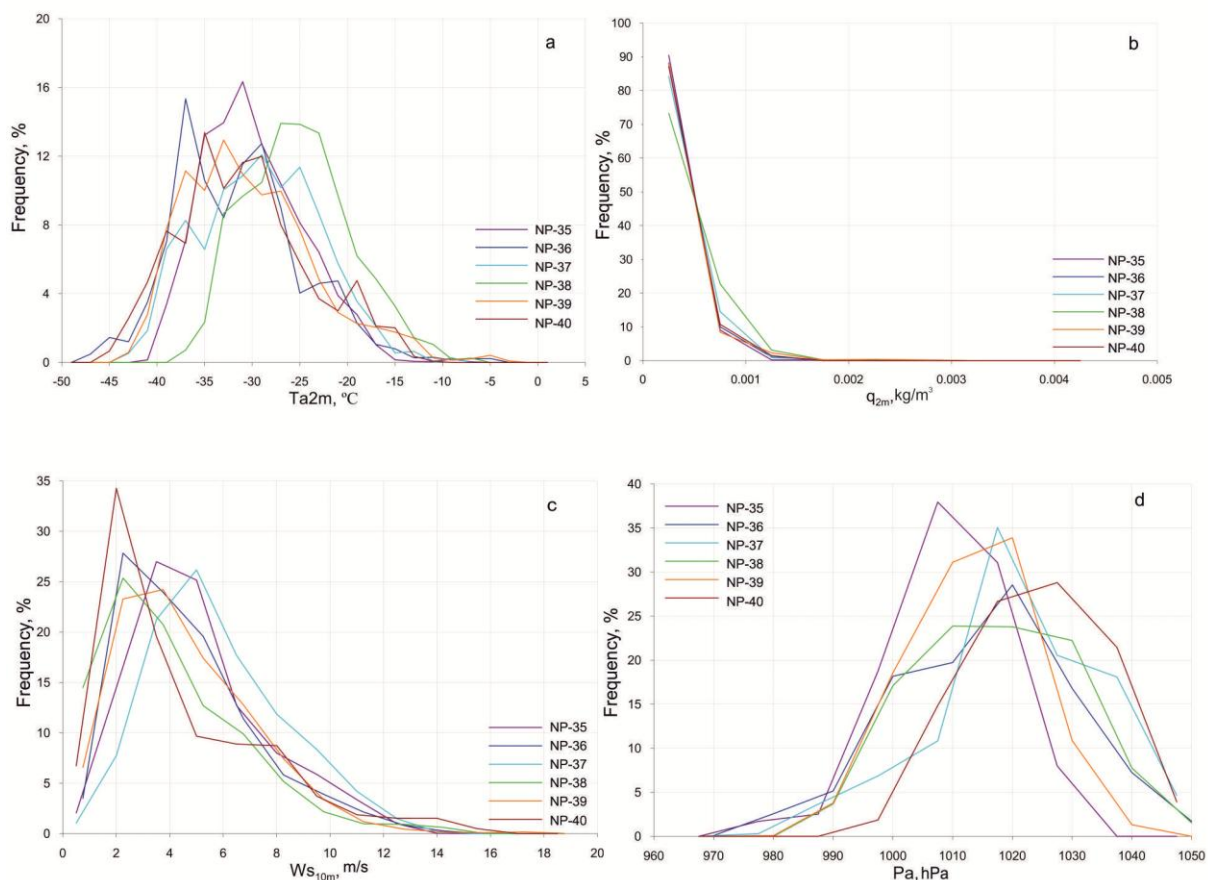 a
Frequency, %
20
16
12
8
4
0
-50 -45 -40 -35 -30 -25 -20 -15 -10 -5 0 5
Ta2m, ºC
NP-35
NP-36
NP-37
NP-38
NP-39
NP-40
b
Frequency, %
100
90
80
70
60
50
40
30
20
10
0
0 0.001 0.002 0.003 0.004 0.005
q2m,kg/m³
NP-35
NP-36
NP-37
NP-38
NP-39
NP-40
c
Frequency, %
35
30
25
20
15
10
5
0
0 2 4 6 8 10 12 14 16 18 20
Ws10m, m/s
NP-35
NP-36
NP-37
NP-38
NP-39
NP-40
d
Frequency, %
40
35
30
25
20
15
10
5
0
960 970 980 990 1000 1010 1020 1030 1040 1050
Pa,hPa
NP-35
NP-36
NP-37
NP-38
NP-39
NP-40